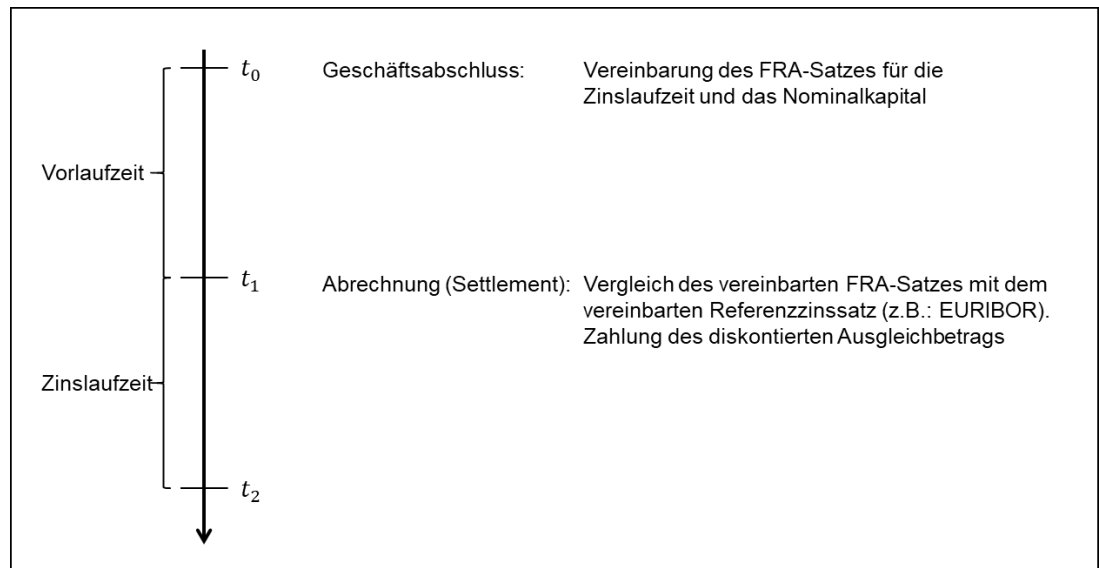 t₀ Geschäftsabschluss: Vereinbarung des FRA-Satzes für die
Zinslaufzeit und das Nominalkapital
Vorlaufzeit
t₁ Abrechnung (Settlement): Vergleich des vereinbarten FRA-Satzes mit dem
vereinbarten Referenzzinssatz (z.B.: EURIBOR).
Zahlung des diskontierten Ausgleichbetrags
Zinslaufzeit
t₂